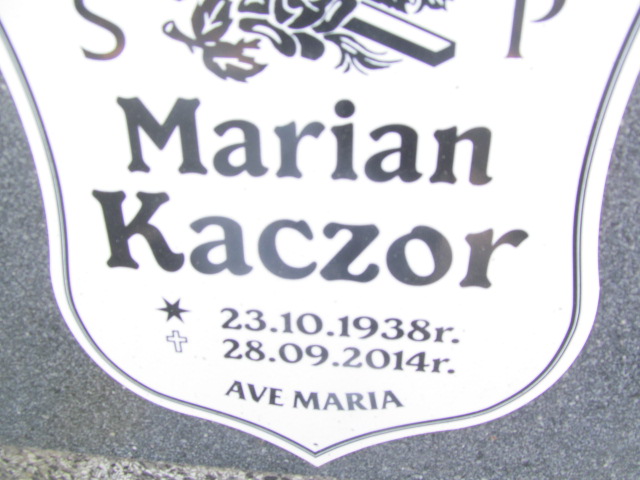 S P
Marian
Kaczor
23.10.1938r.
28.09.2014r.
AVE MARIA